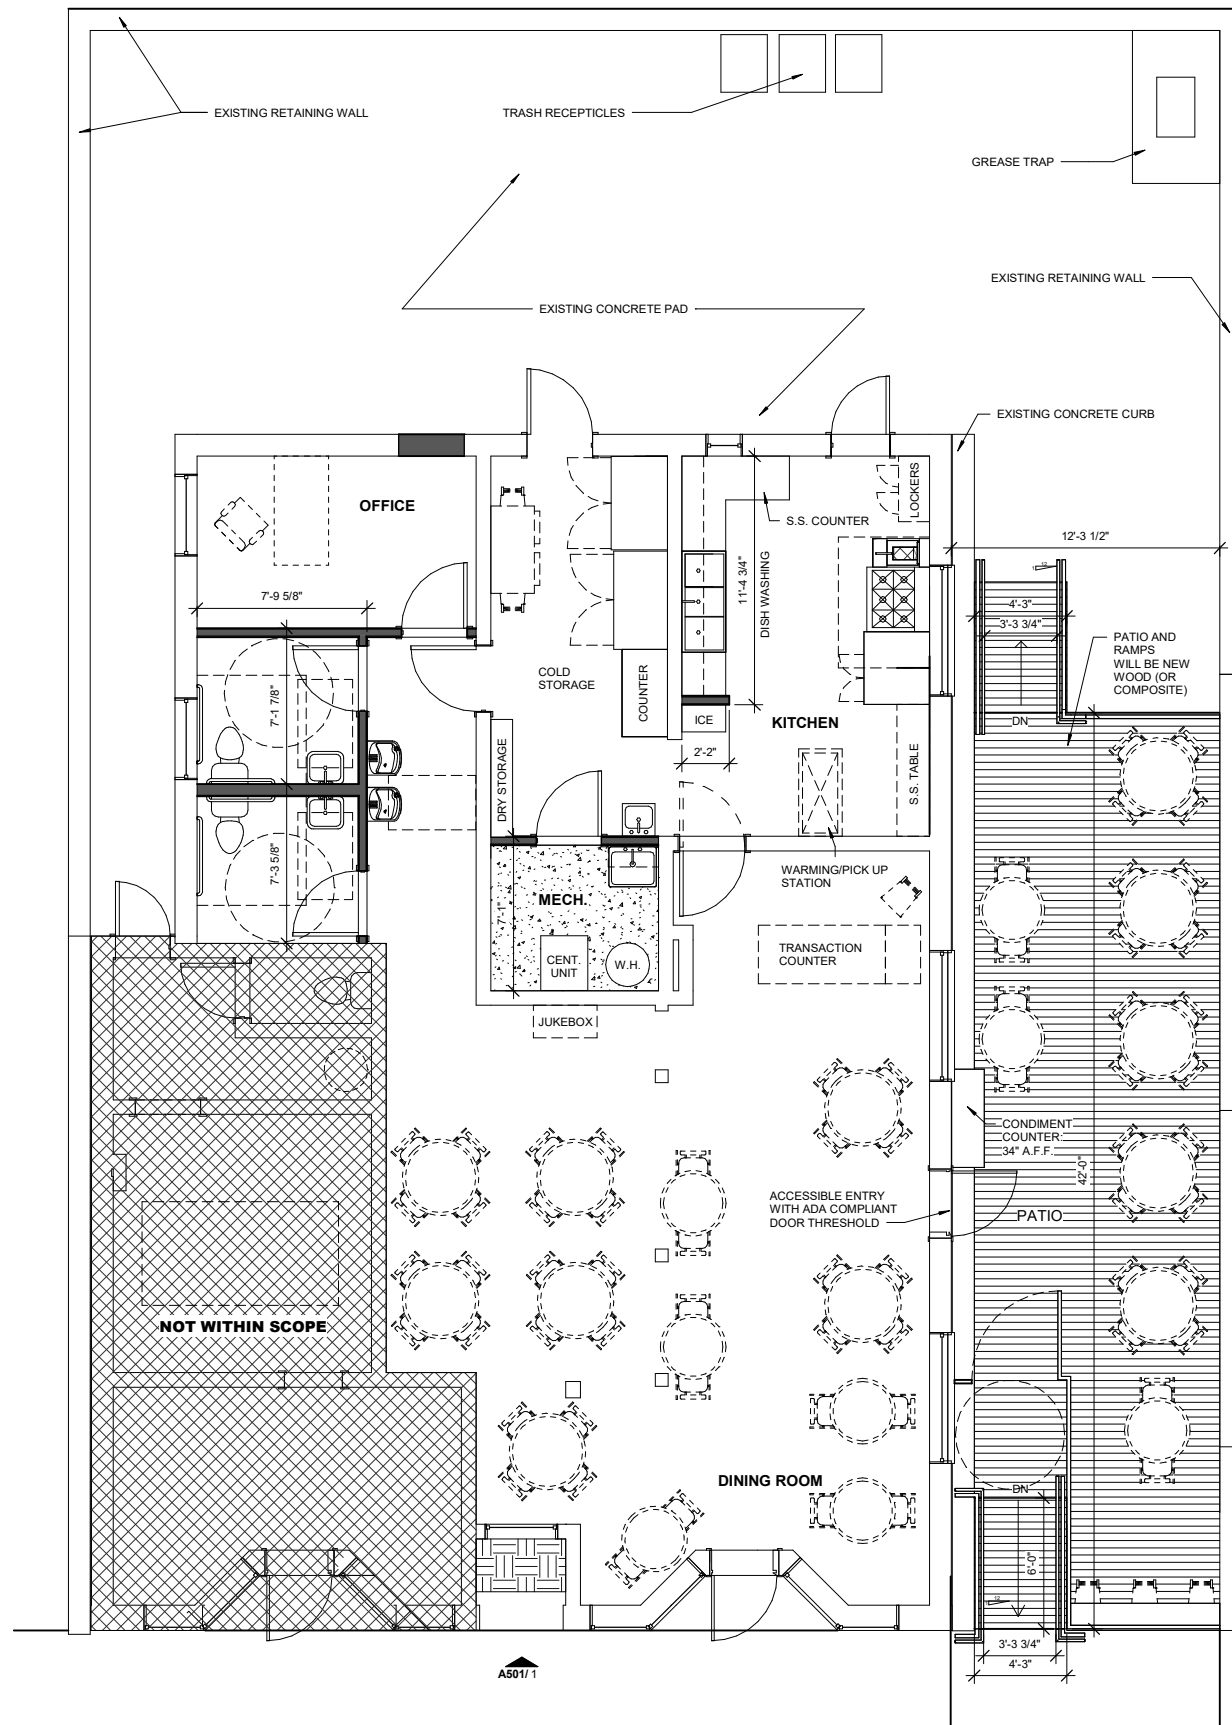 EXISTING RETAINING WALL
TRASH RECEPTICLES
GREASE TRAP
EXISTING RETAINING WALL
EXISTING CONCRETE PAD
EXISTING CONCRETE CURB
OFFICE
LOCKERS
S.S. COUNTER
12'-3 1/2"
11'-4 3/4"
DISH WASHING
7'-9 5/8"
4'-3"
3'-3 3/4"
PATIO AND
RAMPS
WILL BE NEW
WOOD (OR
COMPOSITE)
COLD
STORAGE
COUNTER
7'-1 7/8"
ICE
KITCHEN
DN
2'-2"
DRY STORAGE
S.S. TABLE
7'-3 5/8"
WARMING/PICK UP
STATION
MECH.
7'-1"
TRANSACTION
COUNTER
CENT.
UNIT
W.H.
JUKEBOX
CONDIMENT
COUNTER:
34" A.F.F.
42'-0"
ACCESSIBLE ENTRY
WITH ADA COMPLIANT
DOOR THRESHOLD
PATIO
NOT WITHIN SCOPE
DINING ROOM
DN
6'-0"
12
3'-3 3/4"
4'-3"
A501/ 1